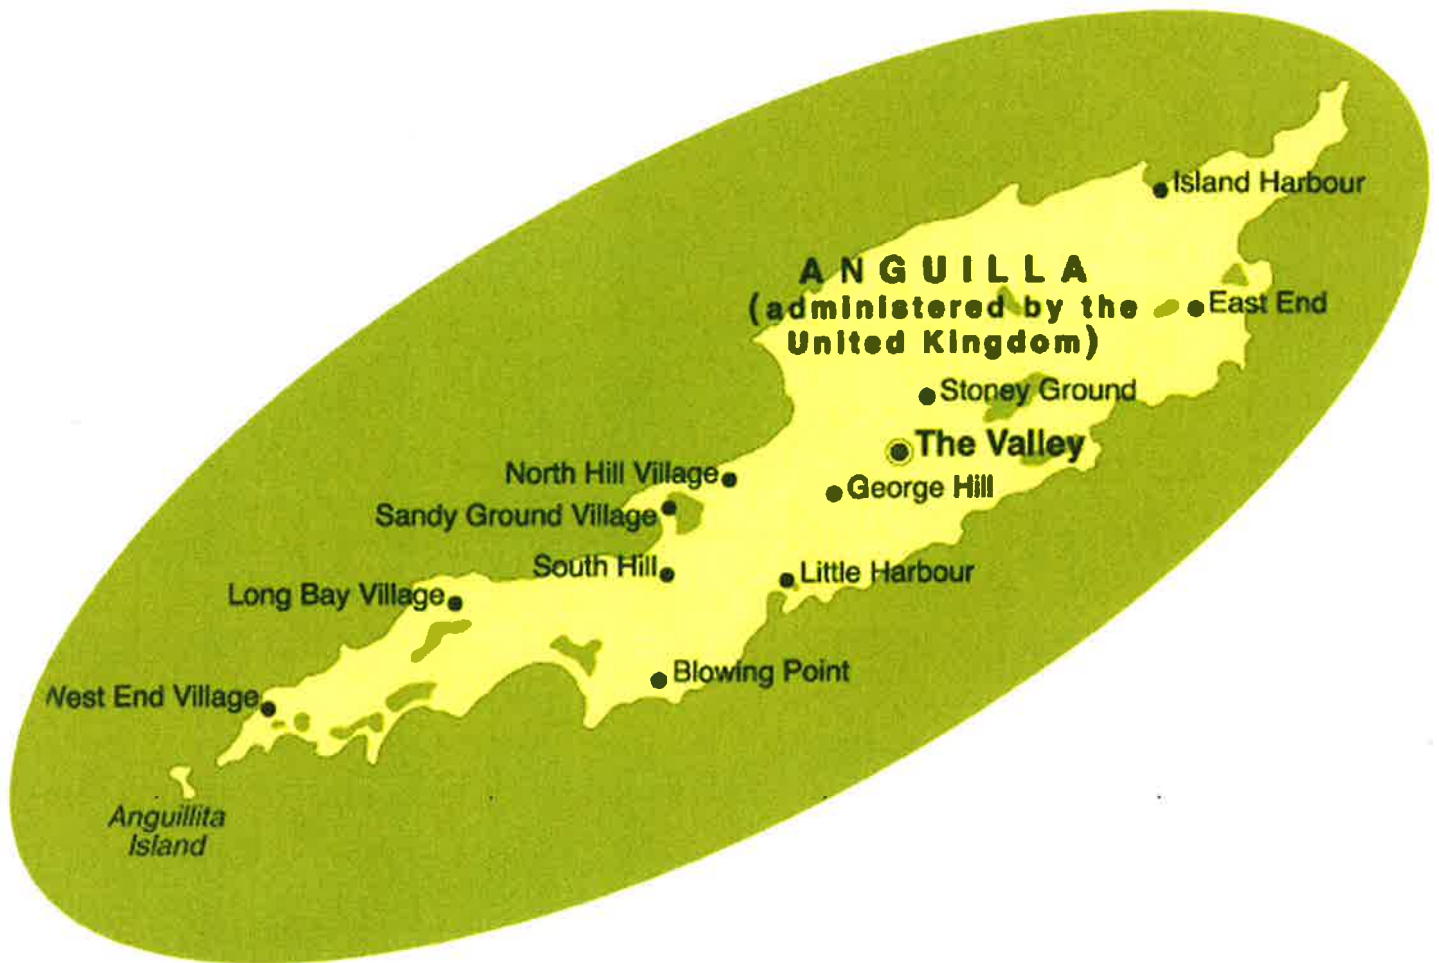 Island Harbour
ANGUILLA
(administered by the
United Kingdom)
East End
Stoney Ground
The Valley
North Hill Village
George Hill
Sandy Ground Village
South Hill
Little Harbour
Long Bay Village
Blowing Point
West End Village
Anguillita
Island